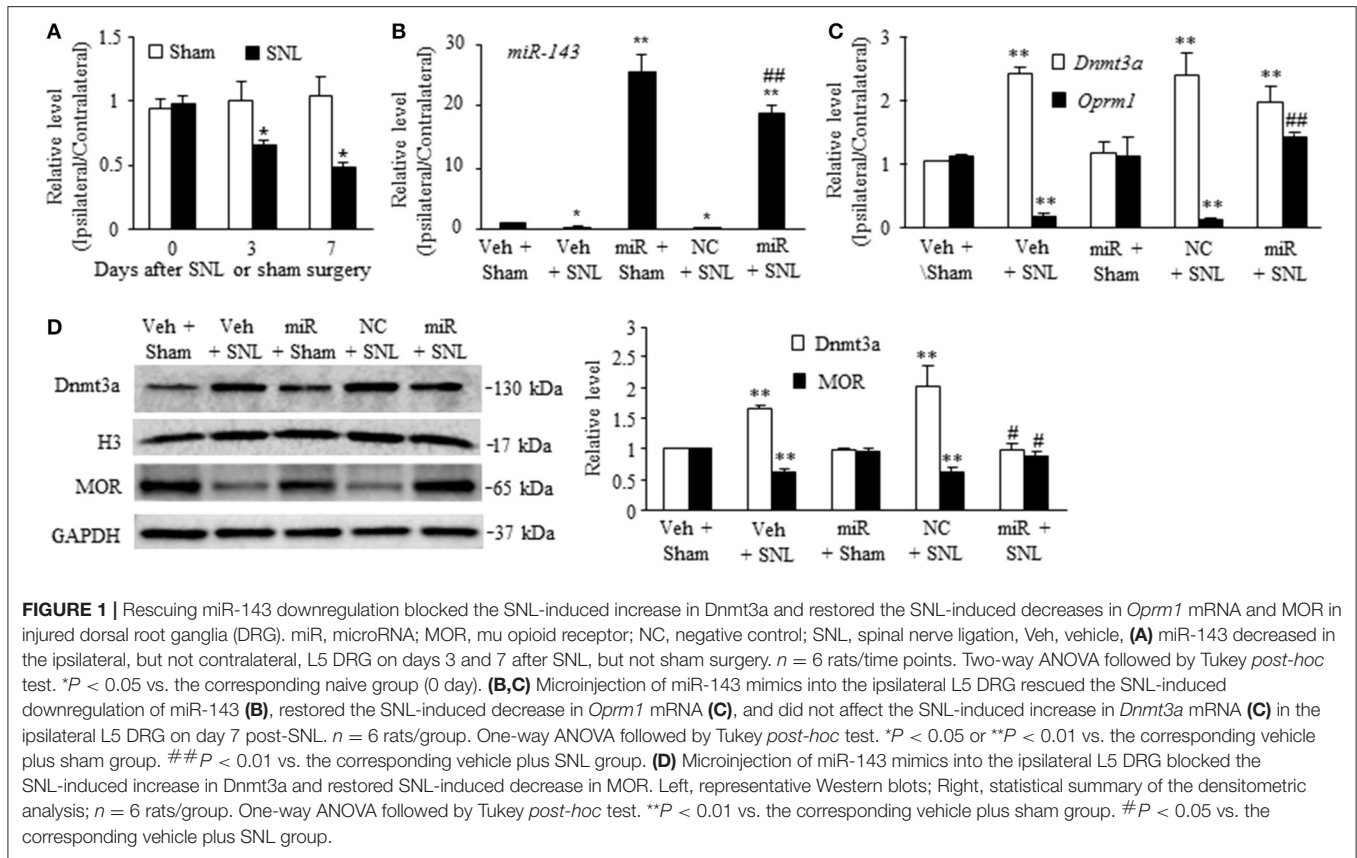 A
Relative level
(Ipsilateral/Contralateral)
1.5
1
0.5
0
Sham SNL
* *
0 3 7
Days after SNL or sham surgery
B
Relative level
(Ipsilateral/Contralateral)
30
20
10
0
miR-143
* ** * ##
**
Veh + Veh miR + NC miR
Sham + SNL Sham + SNL + SNL
C
Relative level
(Ipsilateral/Contralateral)
3
2
1
0
Dnmt3a
Oprm1
** ** **
** ** ##
Veh + Veh miR + NC miR
\Sham + SNL Sham + SNL + SNL
D
Veh + Veh miR NC miR
Sham + SNL + Sham + SNL + SNL
Dnmt3a -130 kDa
H3 -17 kDa
MOR -65 kDa
GAPDH -37 kDa
Relative level
3
2.5
2
1.5
1
0.5
0
Dnmt3a
MOR
** **
** ** # #
Veh + Veh miR NC miR +
Sham + SNL + Sham + SNL SNL
FIGURE 1 | Rescuing miR-143 downregulation blocked the SNL-induced increase in Dnmt3a and restored the SNL-induced decreases in Oprm1 mRNA and MOR in
injured dorsal root ganglia (DRG). miR, microRNA; MOR, mu opioid receptor; NC, negative control; SNL, spinal nerve ligation, Veh, vehicle, (A) miR-143 decreased in
the ipsilateral, but not contralateral, L5 DRG on days 3 and 7 after SNL, but not sham surgery. n = 6 rats/time points. Two-way ANOVA followed by Tukey post-hoc
test. *P < 0.05 vs. the corresponding naive group (0 day). (B,C) Microinjection of miR-143 mimics into the ipsilateral L5 DRG rescued the SNL-induced
downregulation of miR-143 (B), restored the SNL-induced decrease in Oprm1 mRNA (C), and did not affect the SNL-induced increase in Dnmt3a mRNA (C) in the
ipsilateral L5 DRG on day 7 post-SNL. n = 6 rats/group. One-way ANOVA followed by Tukey post-hoc test. *P < 0.05 or **P < 0.01 vs. the corresponding vehicle
plus sham group. ##P < 0.01 vs. the corresponding vehicle plus SNL group. (D) Microinjection of miR-143 mimics into the ipsilateral L5 DRG blocked the
SNL-induced increase in Dnmt3a and restored SNL-induced decrease in MOR. Left, representative Western blots; Right, statistical summary of the densitometric
analysis; n = 6 rats/group. One-way ANOVA followed by Tukey post-hoc test. **P < 0.01 vs. the corresponding vehicle plus sham group. #P < 0.05 vs. the
corresponding vehicle plus SNL group.